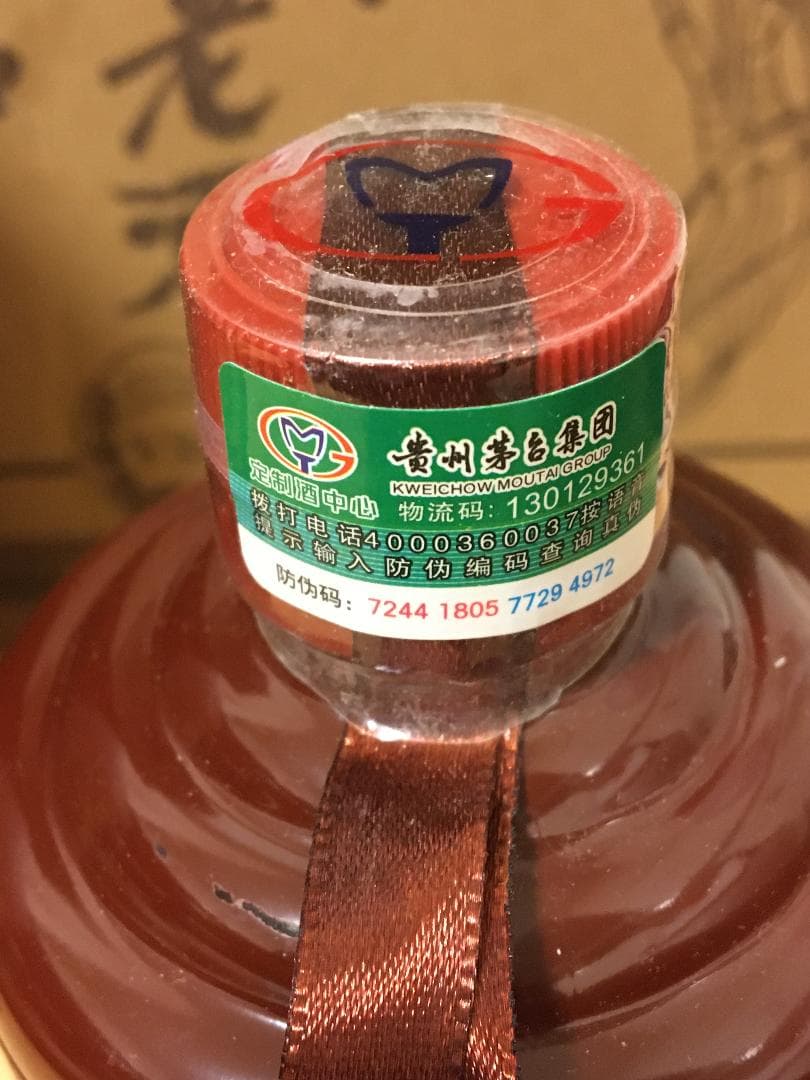 老
贵州茅台集团
KWEICHOW MOUTAI GROUP
定制酒中心 物流码: 130129361
拨打电话4000360037按语音
提示输入防伪编码查询真伪
防伪码: 7244 1805 7729 4972